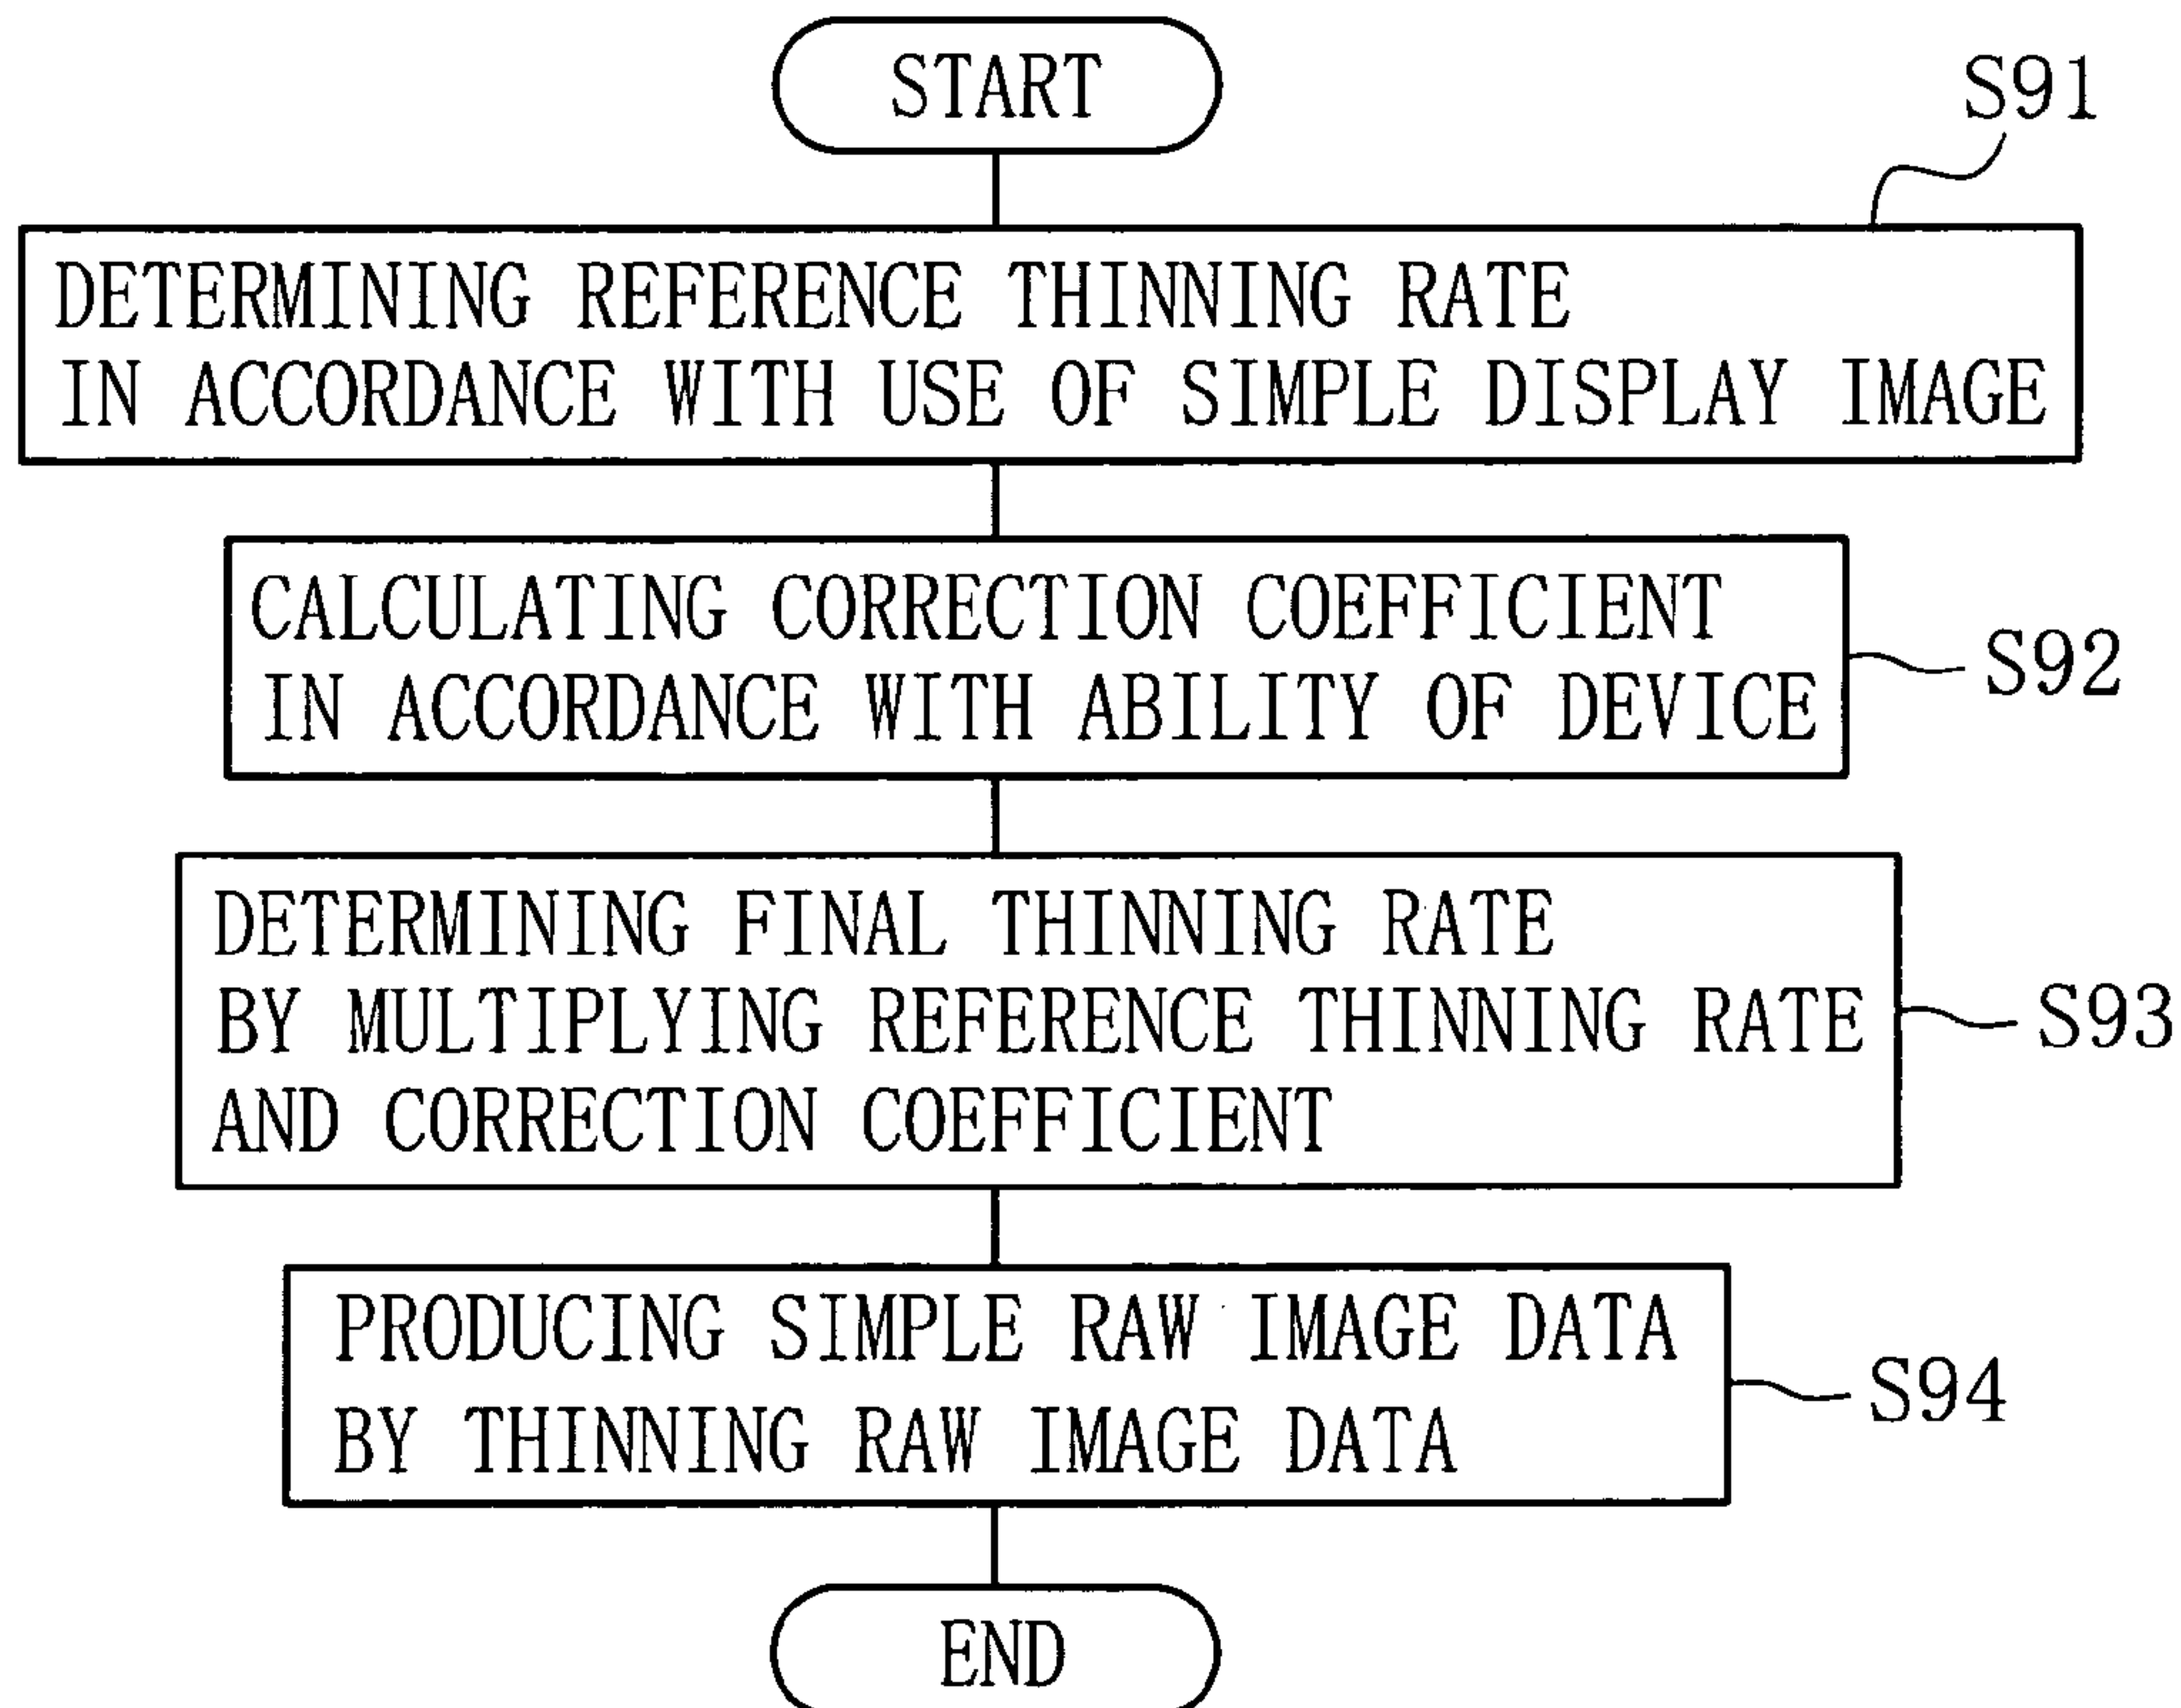 START
S91
DETERMINING REFERENCE THINNING RATE
IN ACCORDANCE WITH USE OF SIMPLE DISPLAY IMAGE
CALCULATING CORRECTION COEFFICIENT
IN ACCORDANCE WITH ABILITY OF DEVICE
S92
DETERMINING FINAL THINNING RATE
BY MULTIPLYING REFERENCE THINNING RATE
AND CORRECTION COEFFICIENT
S93
PRODUCING SIMPLE RAW IMAGE DATA
BY THINNING RAW IMAGE DATA
S94
END